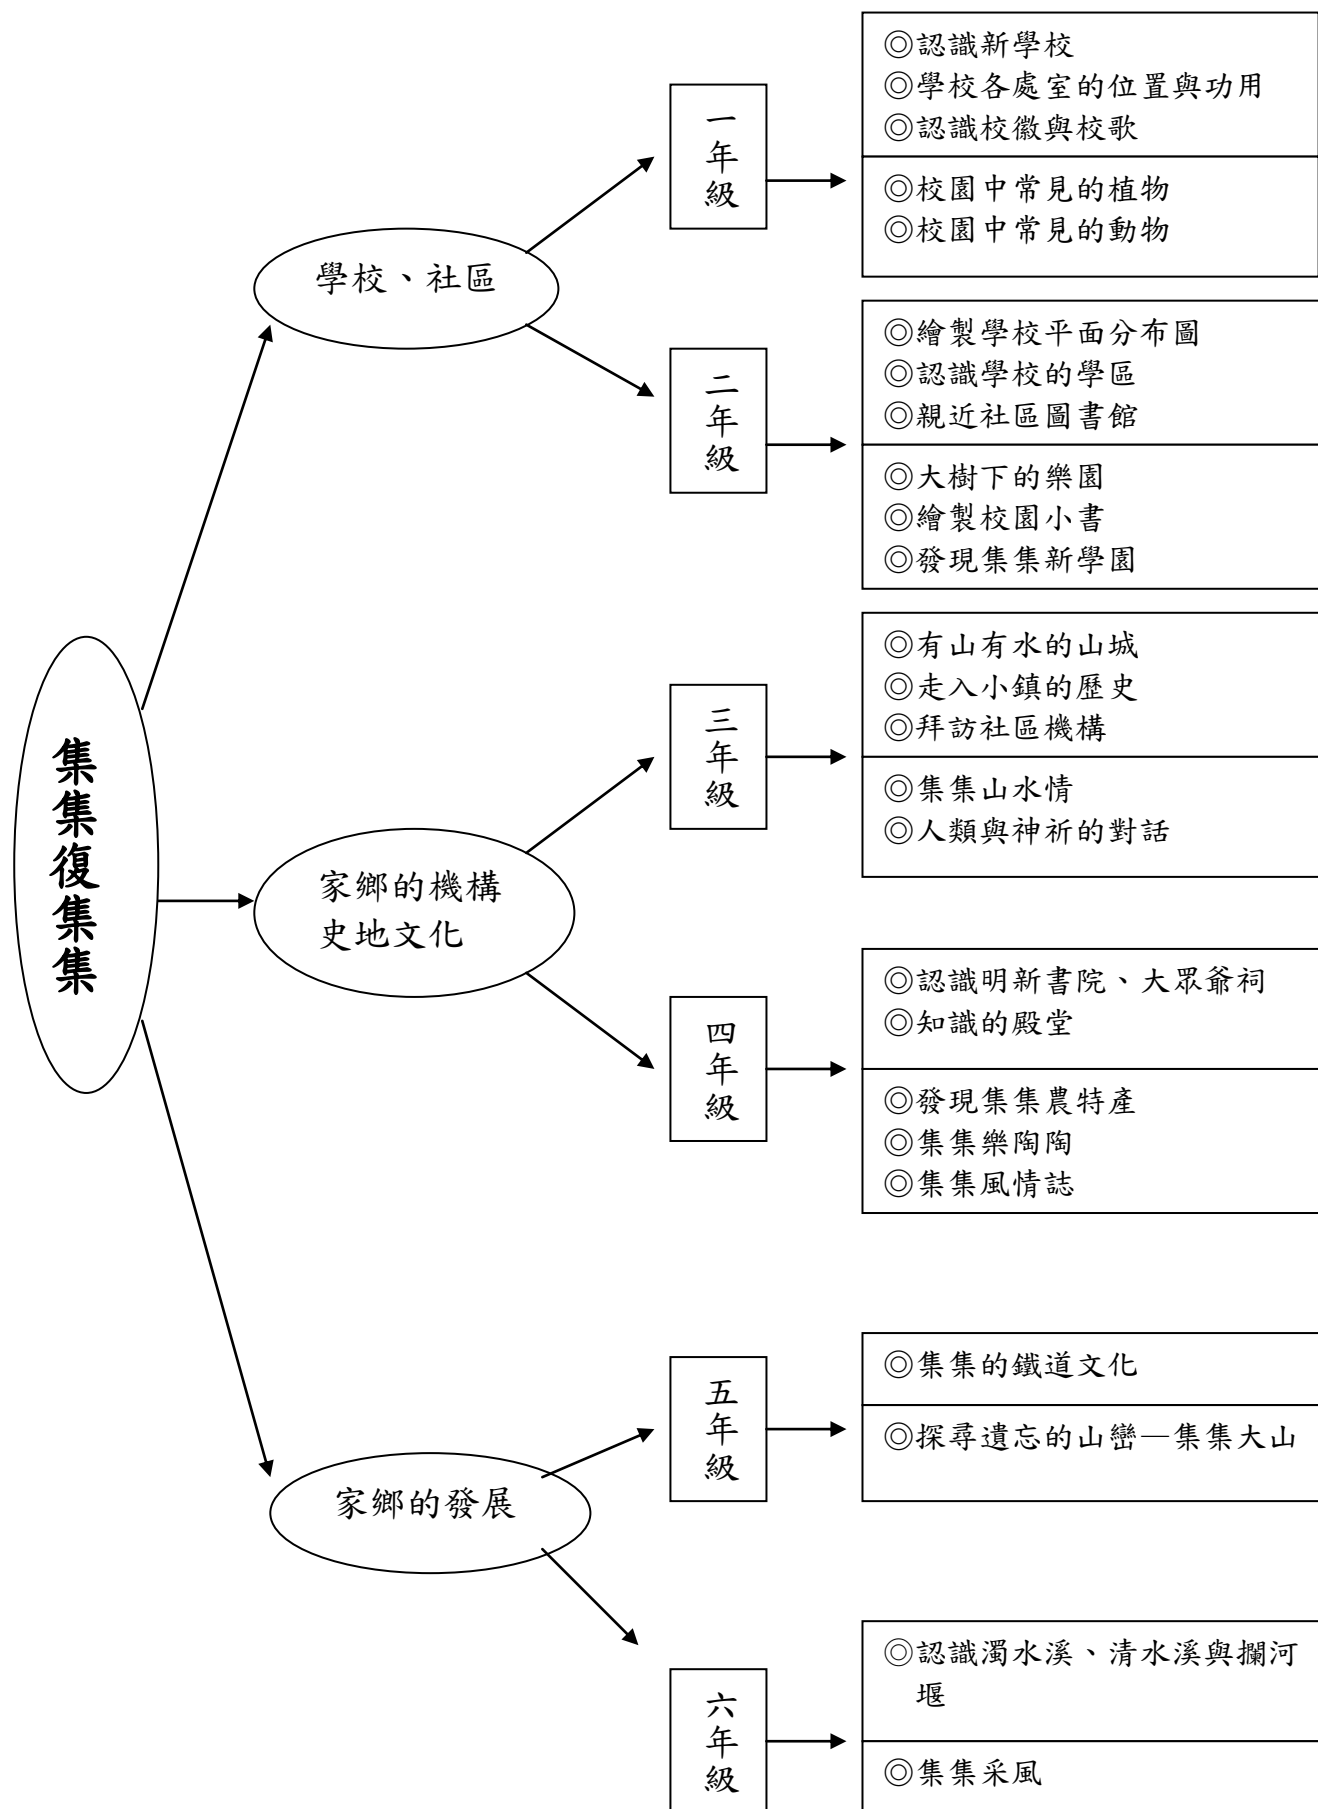 集集復集集
學校、社區
一年級
◎認識新學校
◎學校各處室的位置與功用
◎認識校徽與校歌
◎校園中常見的植物
◎校園中常見的動物
二年級
◎繪製學校平面分布圖
◎認識學校的學區
◎親近社區圖書館
◎大樹下的樂園
◎繪製校園小書
◎發現集集新學園
家鄉的機構
史地文化
三年級
◎有山有水的山城
◎走入小鎮的歷史
◎拜訪社區機構
◎集集山水情
◎人類與神祈的對話
四年級
◎認識明新書院、大眾爺祠
◎知識的殿堂
◎發現集集農特產
◎集集樂陶陶
◎集集風情誌
家鄉的發展
五年級
◎集集的鐵道文化
◎探尋遺忘的山巒—集集大山
六年級
◎認識濁水溪、清水溪與攔河
堰
◎集集采風